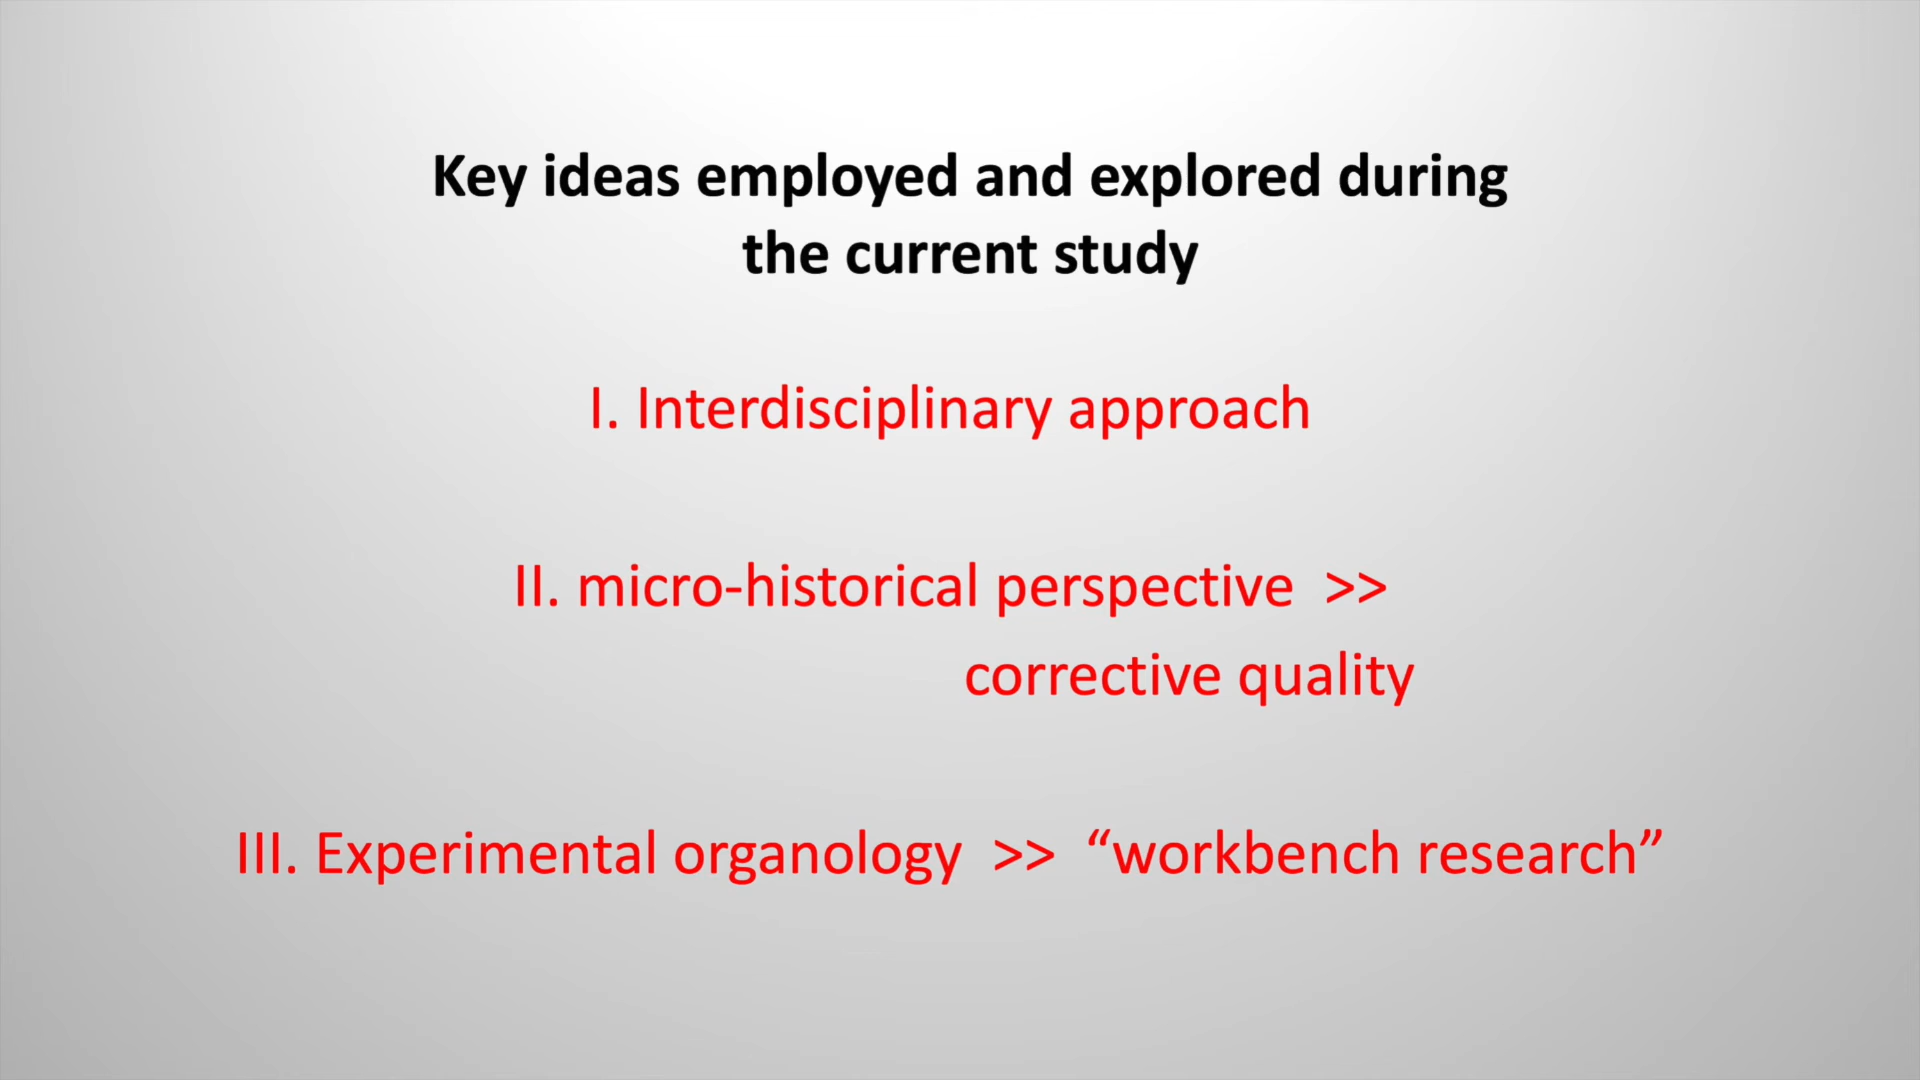 Key ideas employed and explored during
the current study
I. Interdisciplinary approach
II. micro-historical perspective >>
corrective quality
III. Experimental organology >> “workbench research”